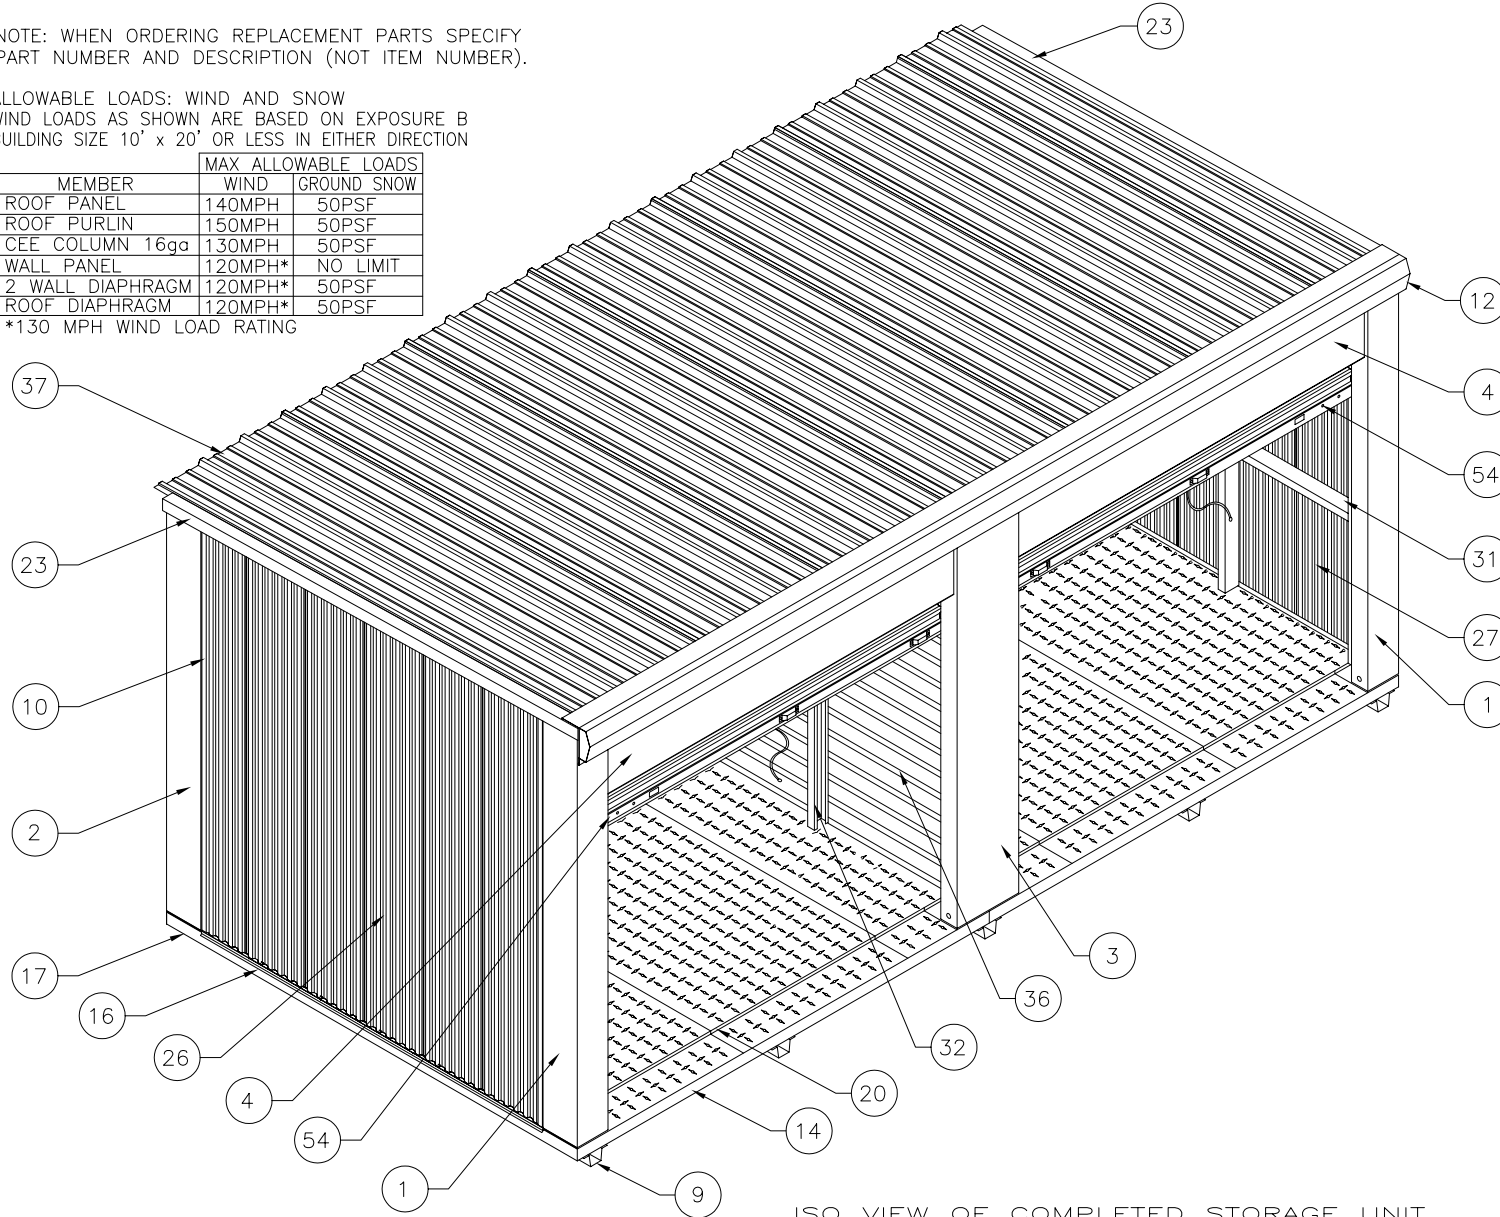 NOTE: WHEN ORDERING REPLACEMENT PARTS SPECIFY
PART NUMBER AND DESCRIPTION (NOT ITEM NUMBER).
ALLOWABLE LOADS: WIND AND SNOW
WIND LOADS AS SHOWN ARE BASED ON EXPOSURE B
BUILDING SIZE 10' x 20' OR LESS IN EITHER DIRECTION
MAX ALLOWABLE LOADS
MEMBER WIND GROUND SNOW
ROOF PANEL 140MPH 50PSF
ROOF PURLIN 150MPH 50PSF
CEE COLUMN 16ga 130MPH 50PSF
WALL PANEL 120MPH* NO LIMIT
2 WALL DIAPHRAGM 120MPH* 50PSF
ROOF DIAPHRAGM 120MPH* 50PSF
*130 MPH WIND LOAD RATING
23
12
37
4
54
23
31
27
10
1
2
3
17
36
16
32
26
20
4
14
54
1
9
ISO VIEW OF COMPLETED STORAGE UNIT